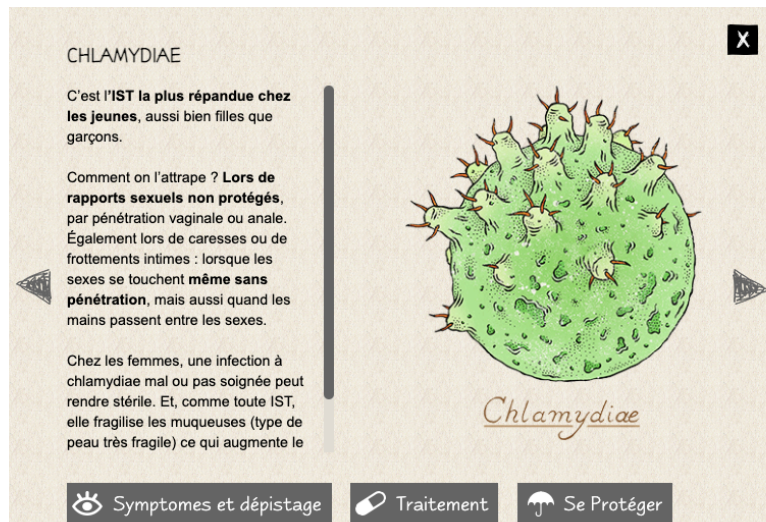 CHLAMYDIAE
X
C'est l'IST la plus répandue chez
les jeunes, aussi bien filles que
garçons.
Comment on l'attrape ? Lors de
rapports sexuels non protégés,
par pénétration vaginale ou anale.
Également lors de caresses ou de
frottements intimes : lorsque les
sexes se touchent même sans
pénétration, mais aussi quand les
mains passent entre les sexes.
Chez les femmes, une infection à
chlamydiae mal ou pas soignée peut
rendre stérile. Et, comme toute IST,
elle fragilise les muqueuses (type de
peau très fragile) ce qui augmente le
Chlamydiae
Symptomes et dépistage
Traitement
Se Protéger